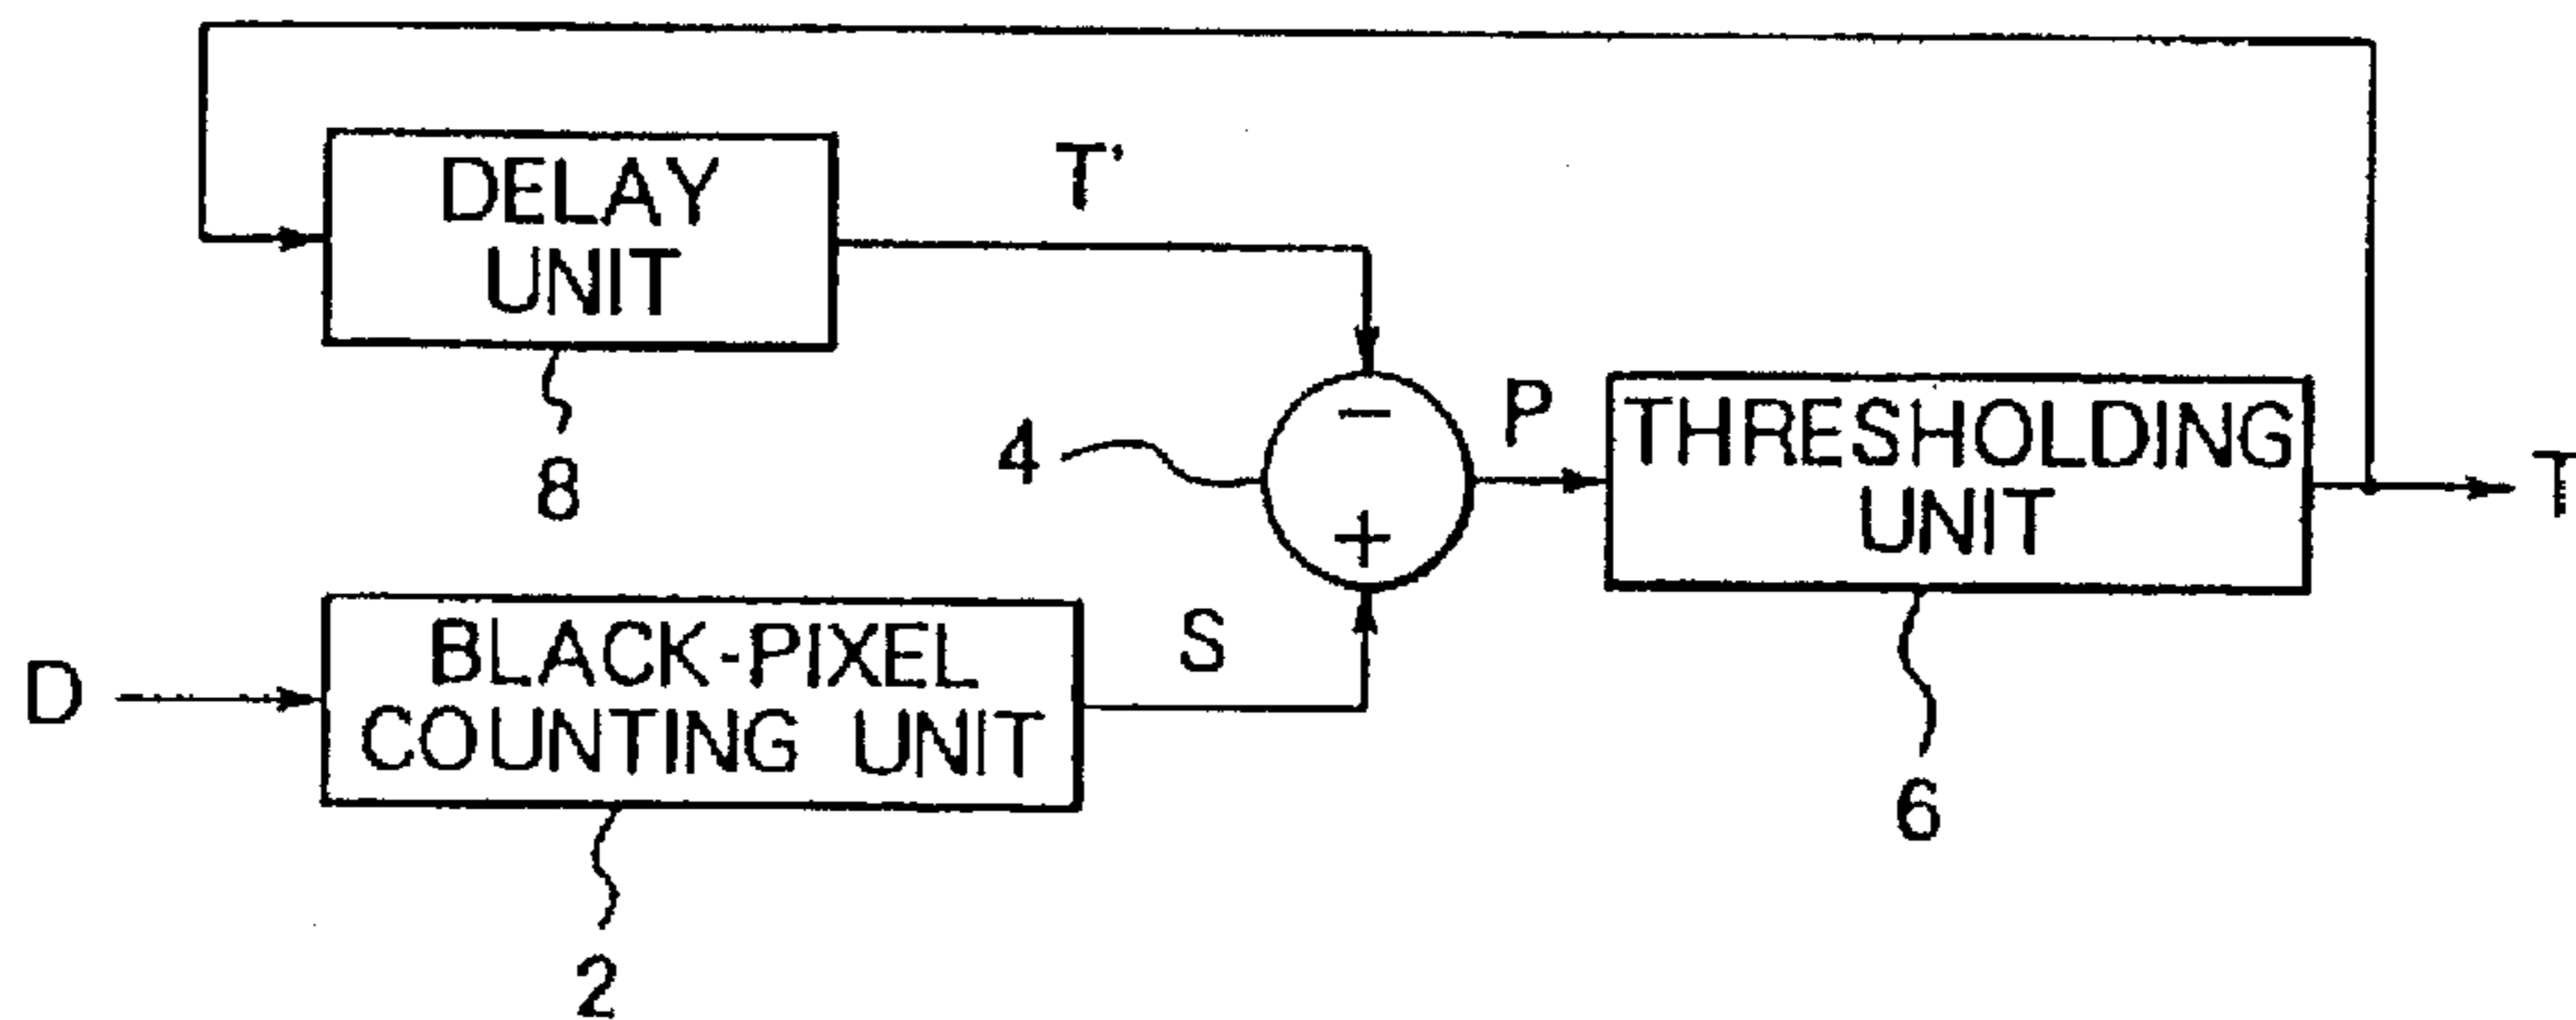 DELAY
UNIT
T'
8
4
−
+
P
THRESHOLDING
UNIT
T
6
D
BLACK-PIXEL
COUNTING UNIT
S
2